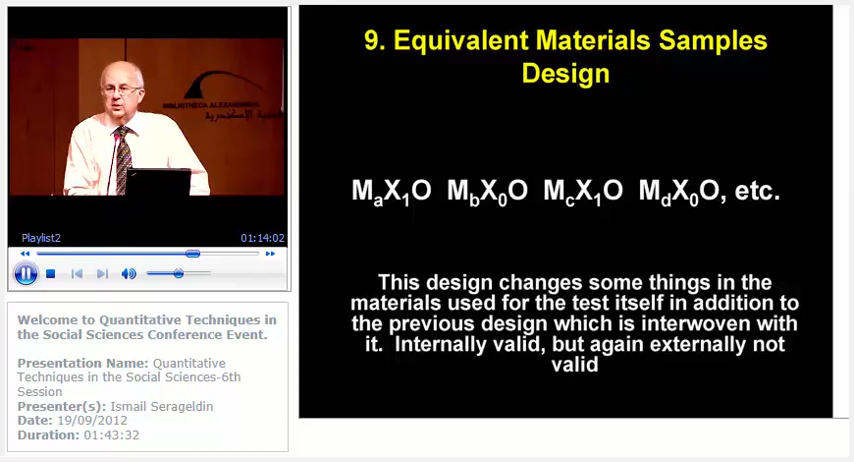 BIBLIOTHECA ALEXANDRINA
Playlist2
01:14:02
Welcome to Quantitative Techniques in
the Social Sciences Conference Event.
Presentation Name: Quantitative
Techniques in the Social Sciences-6th
Session
Presenter(s): Ismail Serageldin
Date: 19/09/2012
Duration: 01:43:32
9. Equivalent Materials Samples
Design
MaX1O MbX0O McX1O MdX0O, etc.
This design changes some things in the
materials used for the test itself in addition to
the previous design which is interwoven with
it. Internally valid, but again externally not
valid